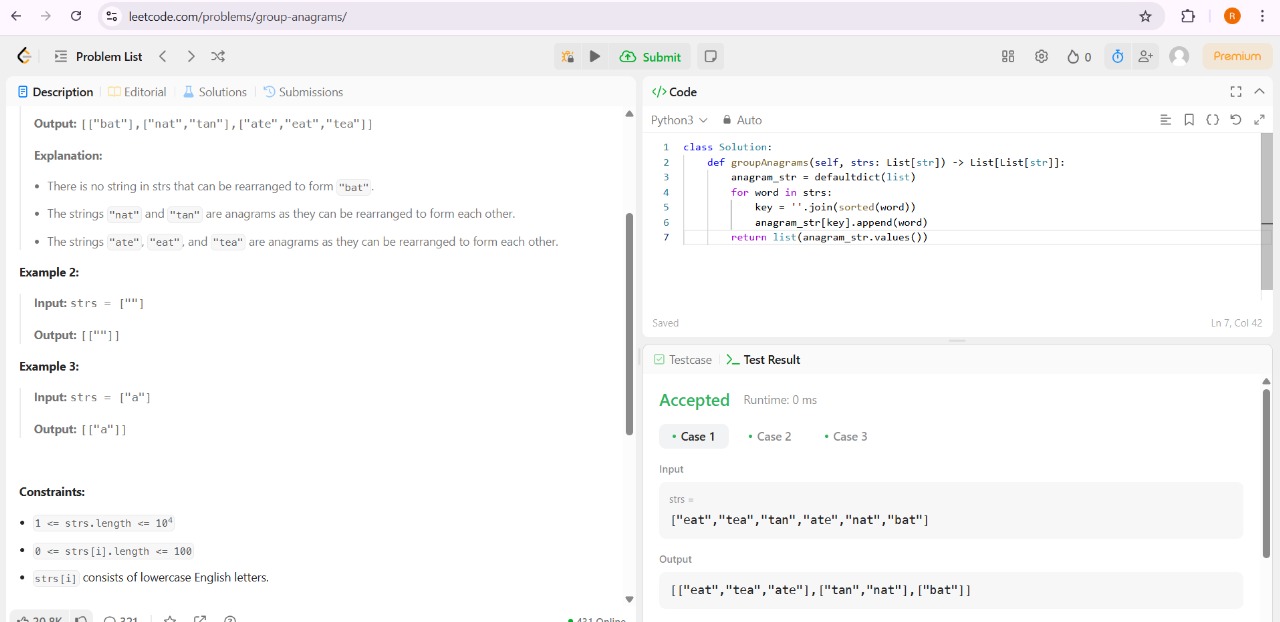 leetcode.com/problems/group-anagrams/
R
Problem List
Submit
0
Premium
Description
Editorial
Solutions
Submissions
Output: [["bat"],["nat","tan"],["ate","eat","tea"]]
Explanation:
• There is no string in strs that can be rearranged to form "bat".
• The strings "nat" and "tan" are anagrams as they can be rearranged to form each other.
• The strings "ate", "eat", and "tea" are anagrams as they can be rearranged to form each other.
Example 2:
Input: strs = [""]
Output: [[""]]
Example 3:
Input: strs = ["a"]
Output: [["a"]]
Constraints:
• 1 <= strs.length <= 10⁴
• 0 <= strs[i].length <= 100
• strs[i] consists of lowercase English letters.
20.8K
321
431 Online
</> Code
Python3
Auto
1 class Solution:
2     def groupAnagrams(self, strs: List[str]) -> List[List[str]]:
3         anagram_str = defaultdict(list)
4         for word in strs:
5             key = ''.join(sorted(word))
6             anagram_str[key].append(word)
7         return list(anagram_str.values())
Saved
Ln 7, Col 42
Testcase
Test Result
Accepted Runtime: 0 ms
• Case 1 • Case 2 • Case 3
Input
strs =
["eat","tea","tan","ate","nat","bat"]
Output
[["eat","tea","ate"],["tan","nat"],["bat"]]